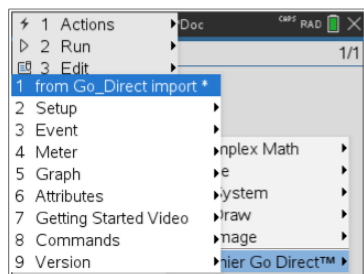 1 Actions
Doc
CAPS RAD
2 Run
1/1
3 Edit
1 from Go_Direct import *
2 Setup
3 Event
4 Meter
mplex Math
5 Graph
6 Attributes
ystem
7 Getting Started Video
raw
8 Commands
mage
9 Version
nier Go Direct™